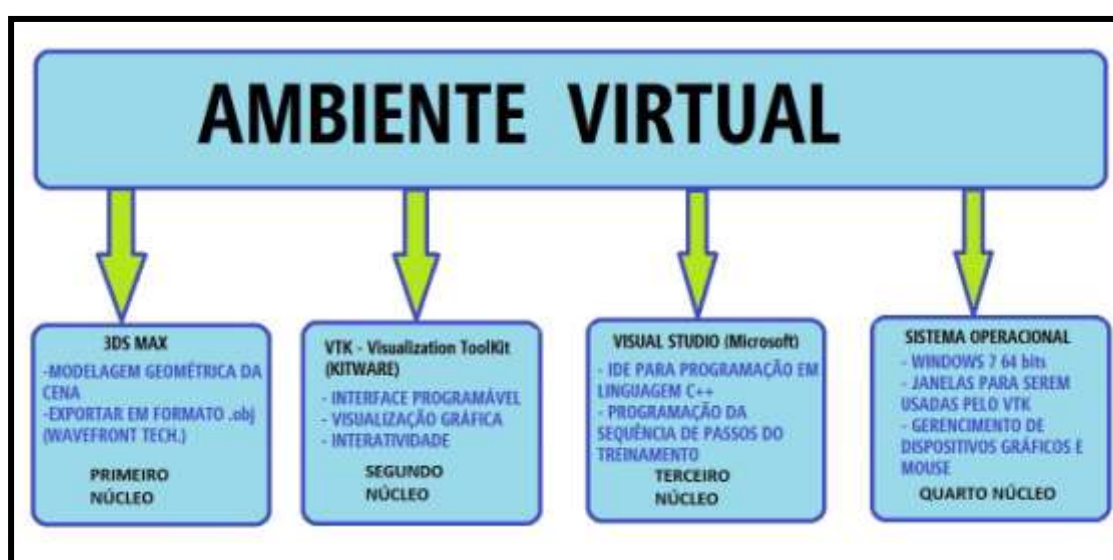 AMBIENTE VIRTUAL
3DS MAX
-MODELAGEM GEOMÉTRICA DA
CENA
-EXPORTAR EM FORMATO .obj
(WAVEFRONT TECH.)
PRIMEIRO
NÚCLEO
VTK - Visualization ToolKit
(KITWARE)
- INTERFACE PROGRAMÁVEL
- VISUALIZAÇÃO GRÁFICA
- INTERATIVIDADE
SEGUNDO
NÚCLEO
VISUAL STUDIO (Microsoft)
- IDE PARA PROGRAMAÇÃO EM
LINGUAGEM C++
- PROGRAMAÇÃO DA
SEQUÊNCIA DE PASSOS DO
TREINAMENTO
TERCEIRO
NÚCLEO
SISTEMA OPERACIONAL
- WINDOWS 7 64 bits
- JANELAS PARA SEREM
USADAS PELO VTK
- GERENCIMENTO DE
DISPOSITIVOS GRÁFICOS E
MOUSE
QUARTO NÚCLEO